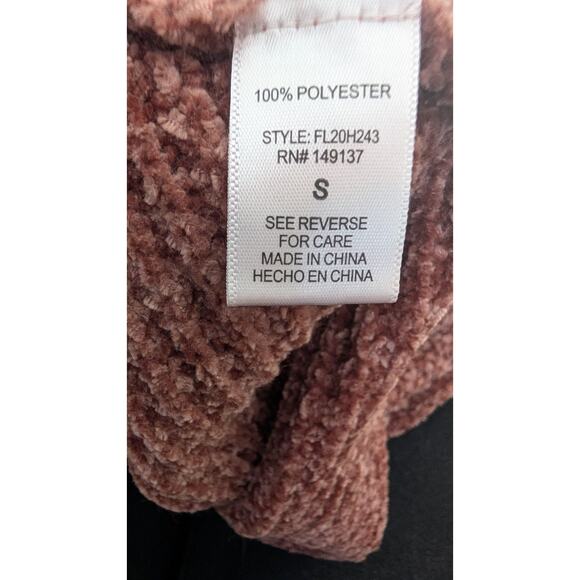 100% POLYESTER
STYLE: FL20H243
RN# 149137
S
SEE REVERSE
FOR CARE
MADE IN CHINA
HECHO EN CHINA